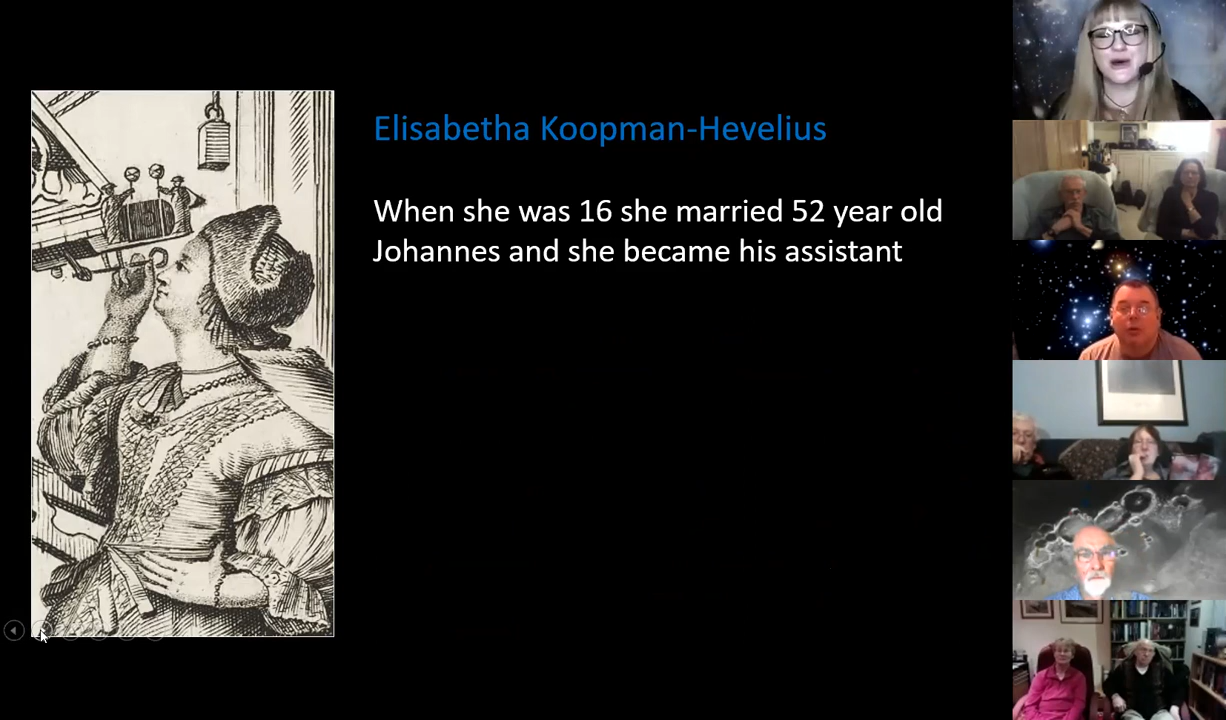 Elisabetha Koopman-Hevelius
When she was 16 she married 52 year old
Johannes and she became his assistant